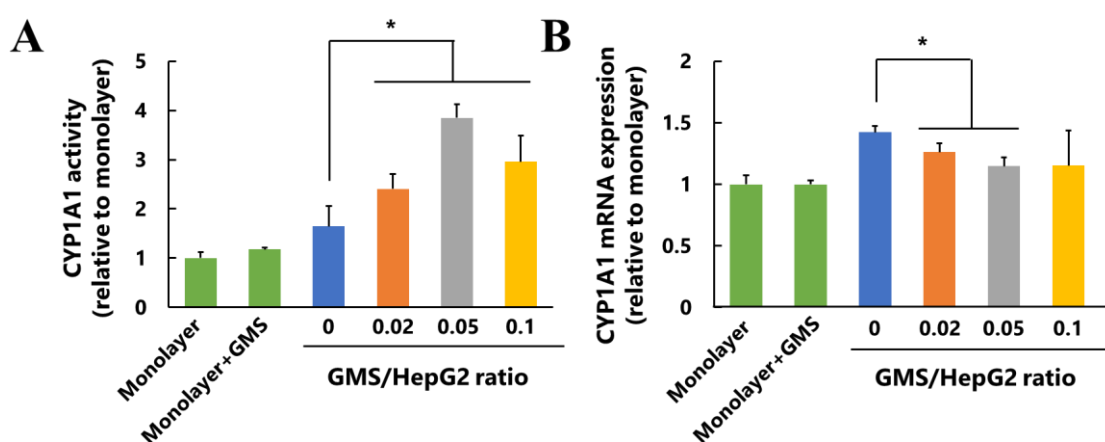 A
CYP1A1 activity
(relative to monolayer)
5
4
3
2
1
0
*
Monolayer
Monolayer+GMS
0
0.02
0.05
0.1
GMS/HepG2 ratio
B
CYP1A1 mRNA expression
(relative to monolayer)
2
1.5
1
0.5
0
*
Monolayer
Monolayer+GMS
0
0.02
0.05
0.1
GMS/HepG2 ratio